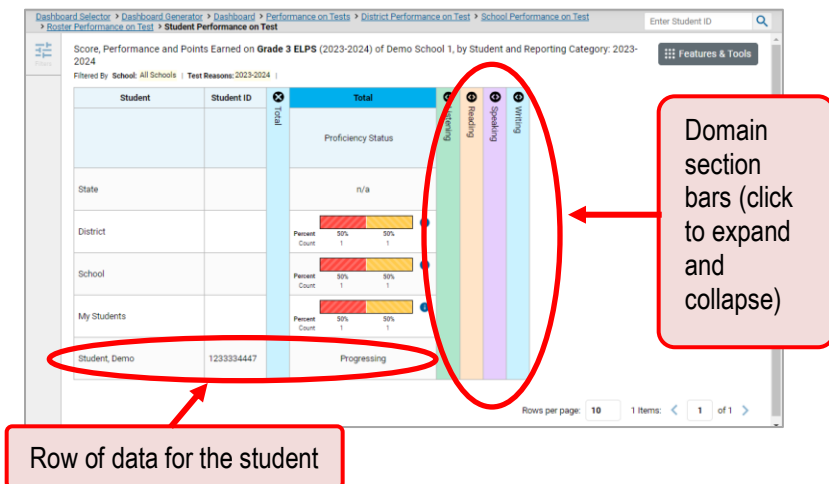 Dashboard Selector > Dashboard Generator > Dashboard > Performance on Tests > District Performance on Test > School Performance on Test
> Roster Performance on Test > Student Performance on Test
Enter Student ID
Filters
Score, Performance and Points Earned on Grade 3 ELPS (2023-2024) of Demo School 1, by Student and Reporting Category: 2023-
2024
Features & Tools
Filtered By School: All Schools | Test Reasons: 2023-2024 |
Student
Student ID
Total
Total
Listening
Reading
Speaking
Writing
Proficiency Status
State
n/a
District
Percent 50% 50%
Count 1 1
School
Percent 50% 50%
Count 1 1
My Students
Percent 50% 50%
Count 1 1
Student, Demo 1233334447 Progressing
Rows per page: 10 1 Items: 1 of 1
Domain
section
bars (click
to expand
and
collapse)
Row of data for the student